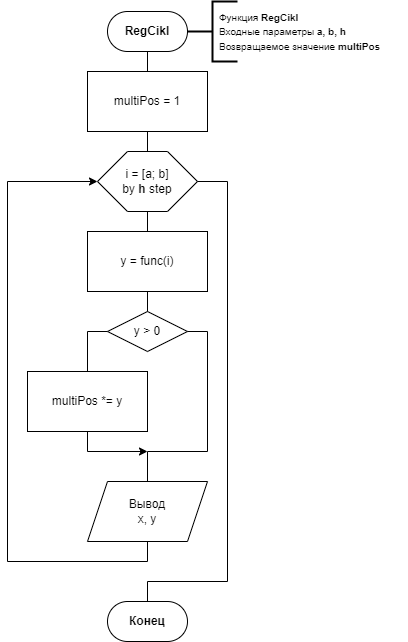 RegCikl
Функция RegCikl
Входные параметры a, b, h
Возвращаемое значение multiPos
multiPos = 1
i = [a; b]
by h step
y = func(i)
y > 0
multiPos *= y
Вывод
x, y
Конец